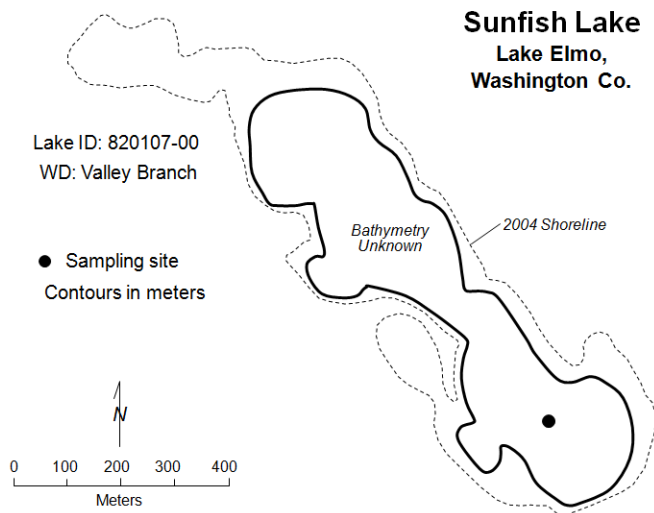 Sunfish Lake
Lake Elmo,
Washington Co.
Lake ID: 820107-00
WD: Valley Branch
Bathymetry
Unknown
2004 Shoreline
Sampling site
Contours in meters
N
0 100 200 300 400
Meters